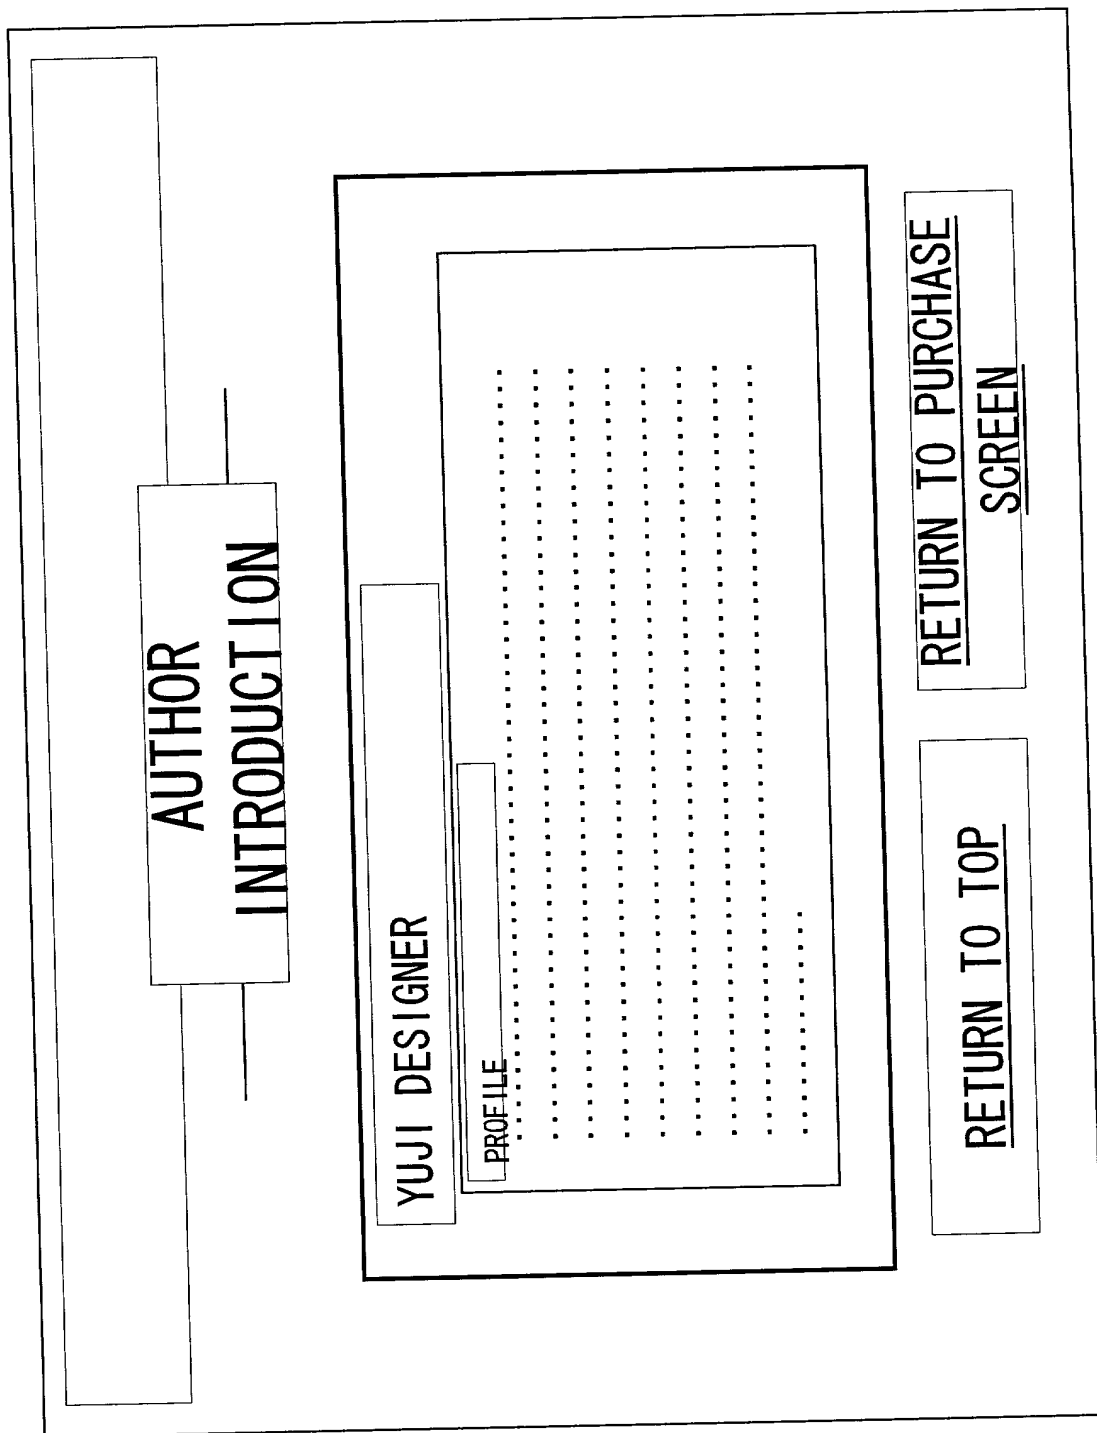 AUTHOR
INTRODUCTION
YUJI DESIGNER
PROFILE
RETURN TO TOP
RETURN TO PURCHASE
SCREEN